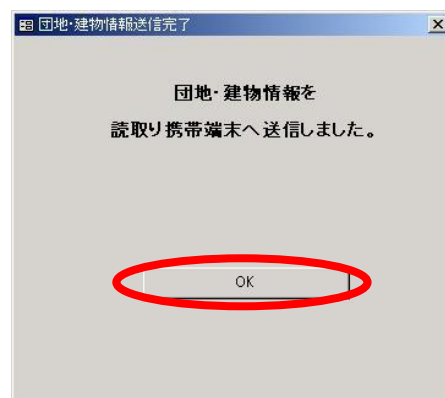 団地・建物情報送信完了
団地・建物情報を
読取り携帯端末へ送信しました。
OK